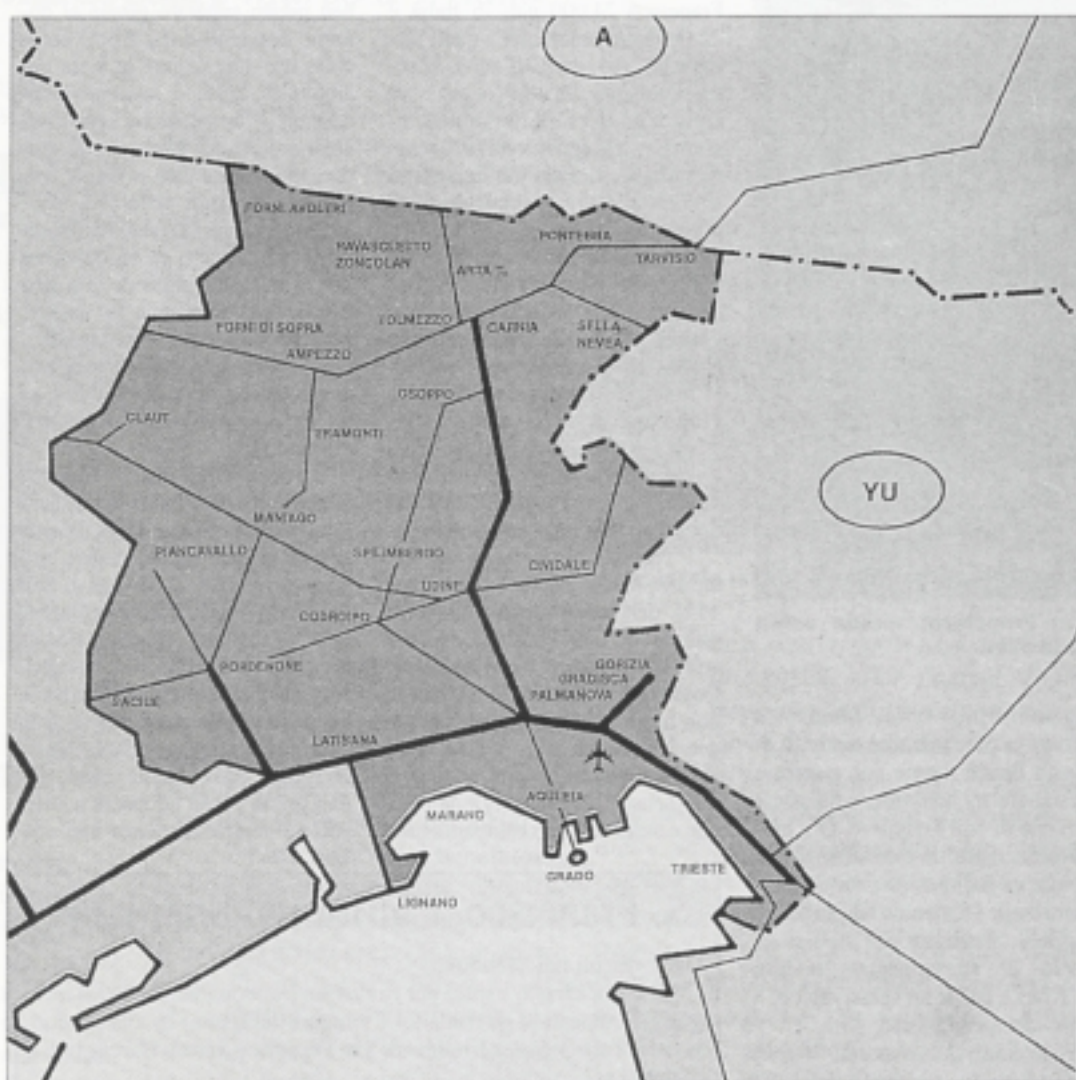 A
FORNI AVOLTRI
PONTEBBA
RAVASCLETTO
ZONCOLAN
TARVISIO
ARTA
TOLMEZZO
CARNIA
SELLA
NEVEA
FORNI DI SOPRA
AMPEZZO
OSOPPO
CLAUT
TRAMONTI
YU
MANIAGO
PIANCAVALLO
SPILIMBERGO
CIVIDALE
UDINE
CODROIPO
PORDENONE
GORIZIA
GRADISCA
PALMANOVA
SACILE
LATISANA
AQUILEIA
MARANO
TRIESTE
GRADO
LIGNANO